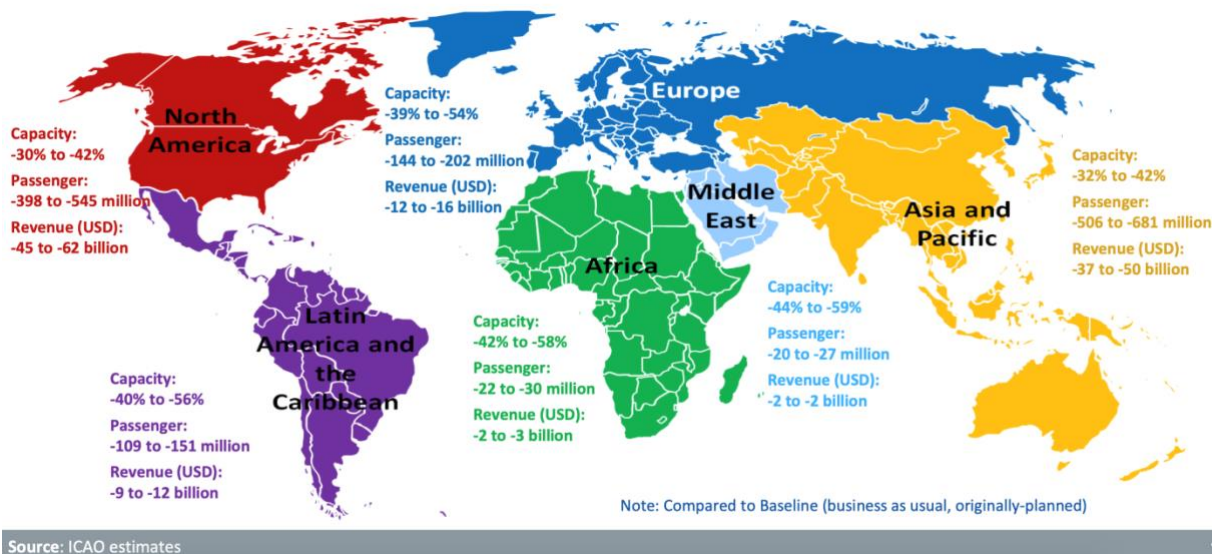 North
America
Capacity:
-30% to -42%
Passenger:
-398 to -545 million
Revenue (USD):
-45 to -62 billion
Capacity:
-39% to -54%
Passenger:
-144 to -202 million
Revenue (USD):
-12 to -16 billion
Europe
Middle
East
Asia and
Pacific
Capacity:
-32% to -42%
Passenger:
-506 to -681 million
Revenue (USD):
-37 to -50 billion
Africa
Capacity:
-44% to -59%
Passenger:
-20 to -27 million
Revenue (USD):
-2 to -2 billion
Capacity:
-42% to -58%
Passenger:
-22 to -30 million
Revenue (USD):
-2 to -3 billion
Latin
America and
the
Caribbean
Capacity:
-40% to -56%
Passenger:
-109 to -151 million
Revenue (USD):
-9 to -12 billion
Note: Compared to Baseline (business as usual, originally-planned)
Source: ICAO estimates